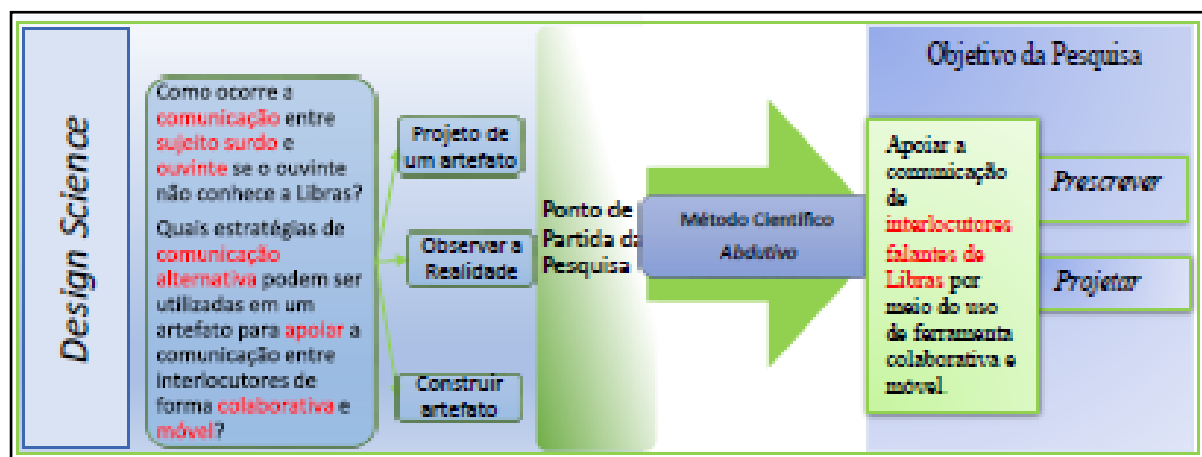 Design Science
Como ocorre a
comunicação entre
sujeito surdo e
ouvinte se o ouvinte
não conhece a Libras?
Quais estratégias de
comunicação
alternativa podem ser
utilizadas em um
artefato para apoiar a
comunicação entre
interlocutores de
forma colaborativa e
móvel?
Projeto de
um artefato
Observar a
Realidade
Construir
artefato
Ponto de
Partida da
Pesquisa
Método Científico
Abdutivo
Objetivo da Pesquisa
Apoiar a
comunicação
de
interlocutores
falantes de
Libras por
meio do uso
de ferramenta
colaborativa e
móvel.
Prescrever
Projetar